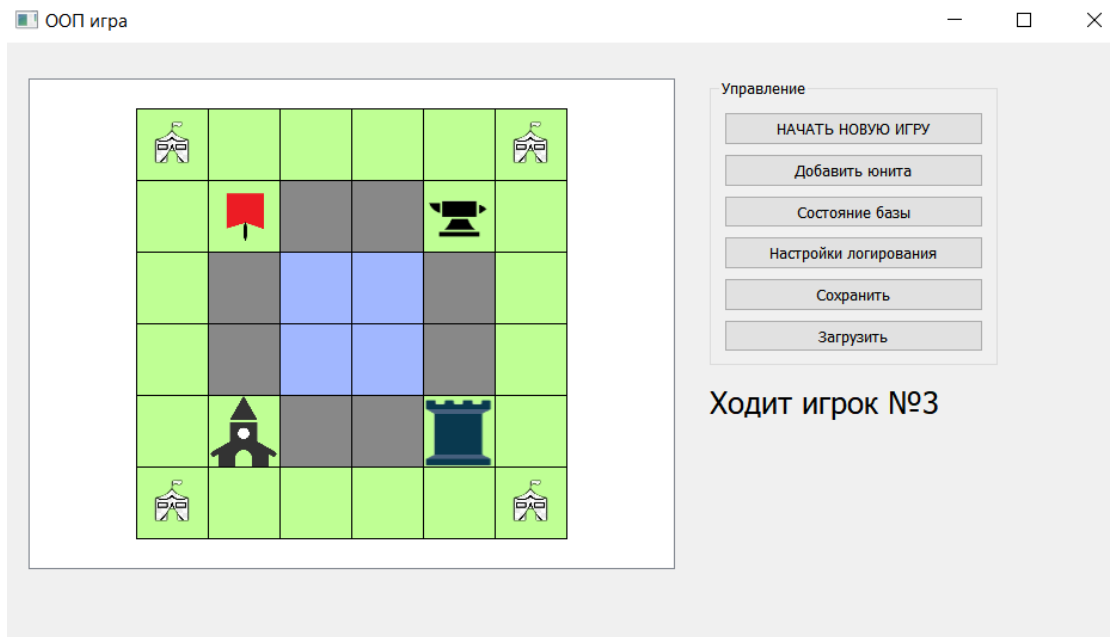 ООП игра
Управление
НАЧАТЬ НОВУЮ ИГРУ
Добавить юнита
Состояние базы
Настройки логирования
Сохранить
Загрузить
Ходит игрок №3